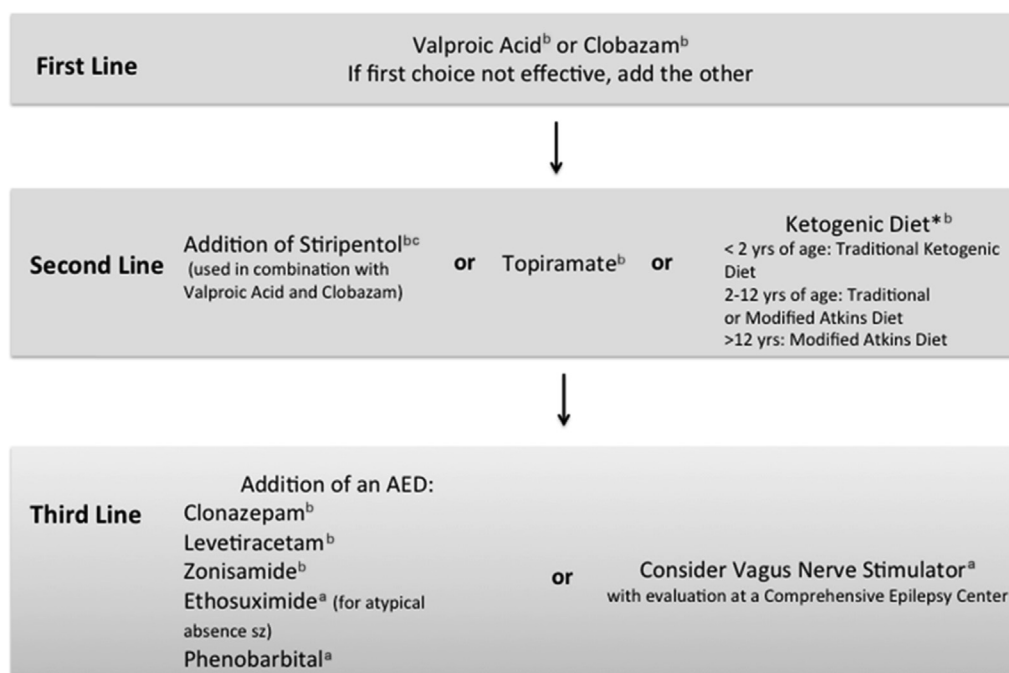 First Line
Valproic Acidᵇ or Clobazamᵇ
If first choice not effective, add the other
Second Line
Addition of Stiripentolᵇᶜ
(used in combination with
Valproic Acid and Clobazam)
or
Topiramateᵇ
or
Ketogenic Diet*ᵇ
< 2 yrs of age: Traditional Ketogenic
Diet
2-12 yrs of age: Traditional
or Modified Atkins Diet
>12 yrs: Modified Atkins Diet
Third Line
Addition of an AED:
Clonazepamᵇ
Levetiracetamᵇ
Zonisamideᵇ
Ethosuximideᵃ (for atypical
absence sz)
Phenobarbitalᵃ
or
Consider Vagus Nerve Stimulatorᵃ
with evaluation at a Comprehensive Epilepsy Center